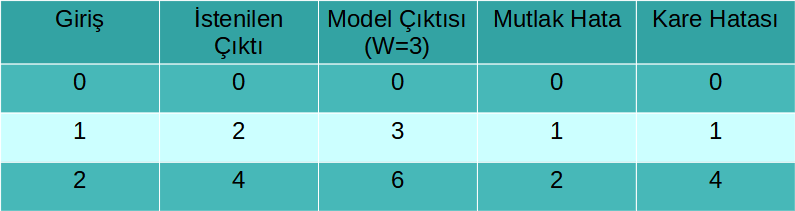 Giriş İstenilen Çıktı Model Çıktısı (W=3) Mutlak Hata Kare Hatası
0 0 0 0 0
1 2 3 1 1
2 4 6 2 4